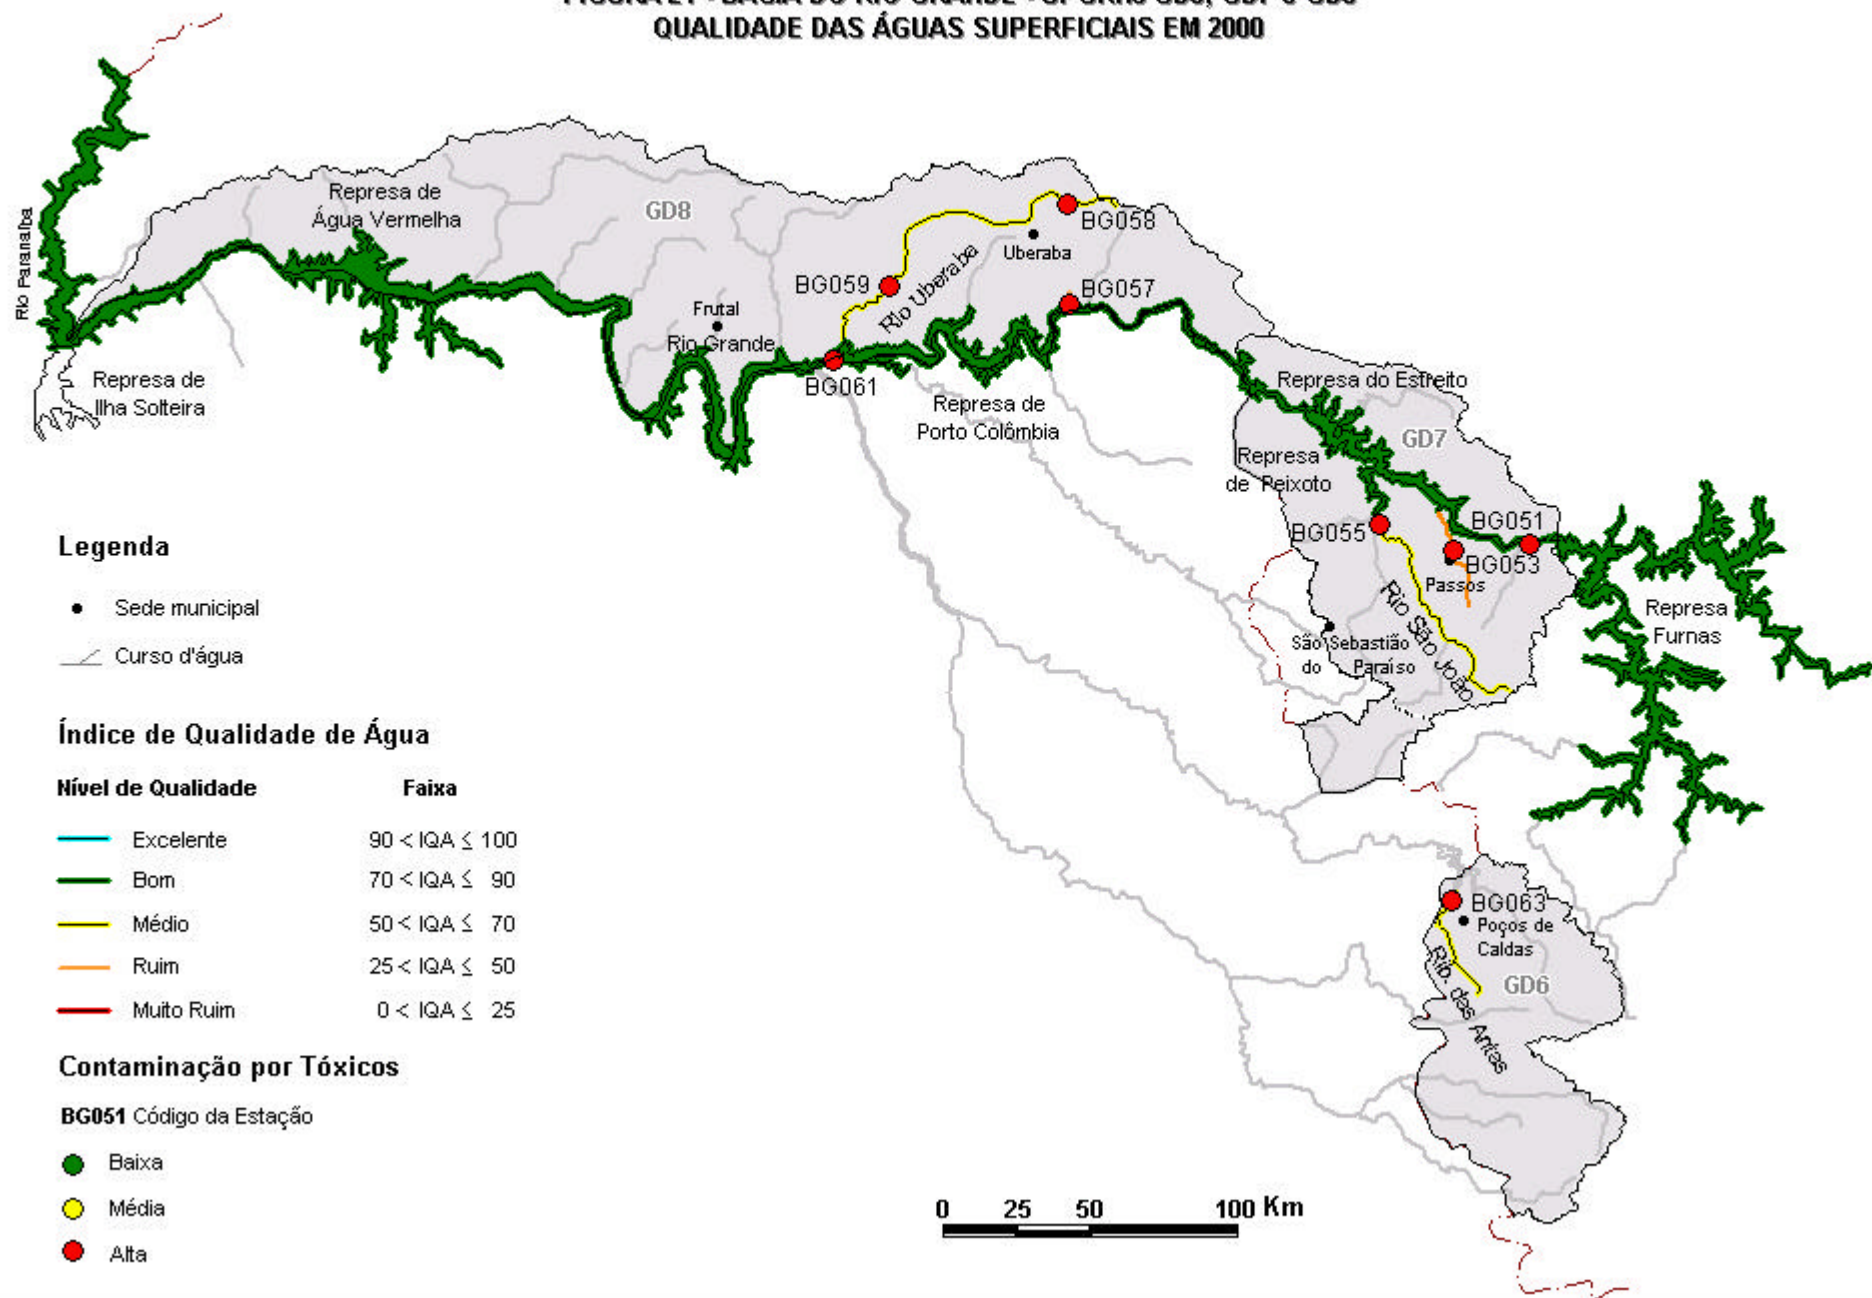 QUALIDADE DAS ÁGUAS SUPERFICIAIS EM 2000
Rio Paranaíba
Represa de
Água Vermelha
GD8
BG058
Uberaba
BG059
Rio Uberaba
BG057
Frutal
Rio Grande
BG061
Represa de
Ilha Solteira
Represa de
Porto Colômbia
Represa do Estreito
GD7
Represa
de Peixoto
BG055
BG051
BG053
Passos
Rio São João
São Sebastião
do Paraíso
Represa
Furnas
BG063
Poços de
Caldas
GD6
Rib. das Antas
Legenda
Sede municipal
Curso d'água
Índice de Qualidade de Água
Nível de Qualidade Faixa
Excelente 90 < IQA ≤ 100
Bom 70 < IQA ≤ 90
Médio 50 < IQA ≤ 70
Ruim 25 < IQA ≤ 50
Muito Ruim 0 < IQA ≤ 25
Contaminação por Tóxicos
BG051 Código da Estação
Baixa
Média
Alta
0 25 50 100 Km